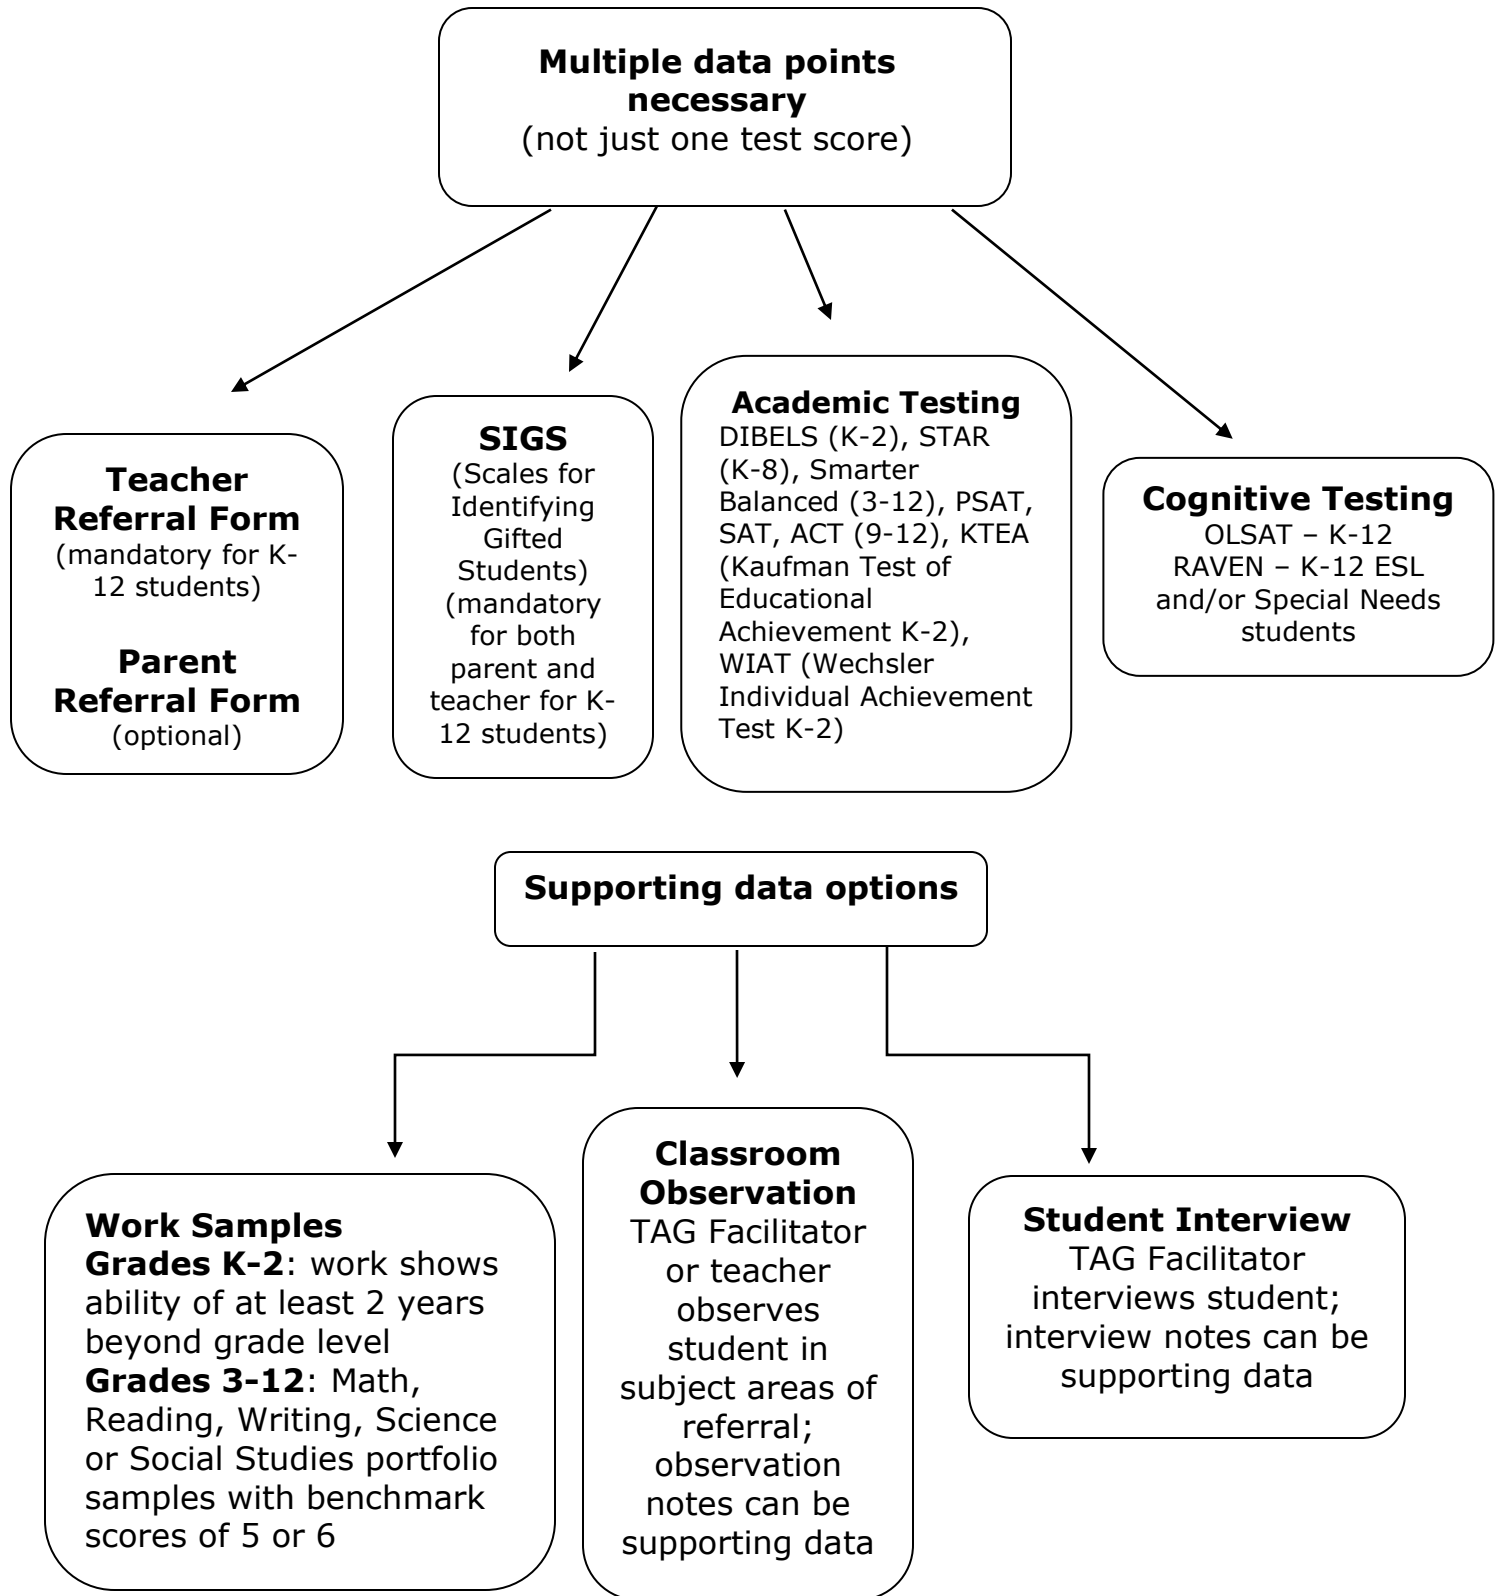 Multiple data points
necessary
(not just one test score)
Teacher
Referral Form
(mandatory for K-
12 students)
Parent
Referral Form
(optional)
SIGS
(Scales for
Identifying
Gifted
Students)
(mandatory
for both
parent and
teacher for K-
12 students)
Academic Testing
DIBELS (K-2), STAR
(K-8), Smarter
Balanced (3-12), PSAT,
SAT, ACT (9-12), KTEA
(Kaufman Test of
Educational
Achievement K-2),
WIAT (Wechsler
Individual Achievement
Test K-2)
Cognitive Testing
OLSAT – K-12
RAVEN – K-12 ESL
and/or Special Needs
students
Supporting data options
Work Samples
Grades K-2: work shows
ability of at least 2 years
beyond grade level
Grades 3-12: Math,
Reading, Writing, Science
or Social Studies portfolio
samples with benchmark
scores of 5 or 6
Classroom
Observation
TAG Facilitator
or teacher
observes
student in
subject areas of
referral;
observation
notes can be
supporting data
Student Interview
TAG Facilitator
interviews student;
interview notes can be
supporting data